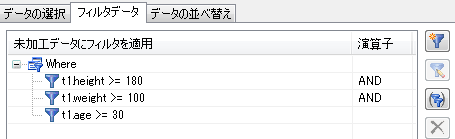 データの選択 フィルタデータ データの並べ替え
未加工データにフィルタを適用 演算子
Where
t1.height >= 180 AND
t1.weight >= 100 AND
t1.age >= 30